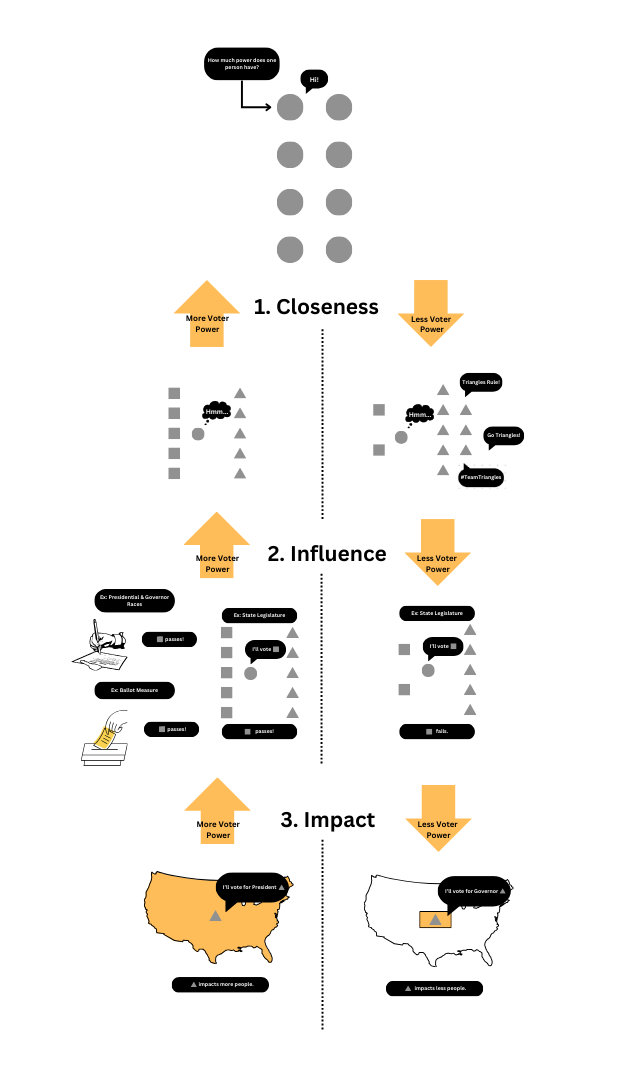 How much power does one
person have?
Hi!
1. Closeness
More Voter
Power
Less Voter
Power
Hmm...
Hmm...
Triangles Rule!
Go Triangles!
#TeamTriangles
2. Influence
More Voter
Power
Less Voter
Power
Ex: Presidential & Governor
Races
passes!
Ex: Ballot Measure
passes!
Ex: State Legislature
I'll vote
passes!
Ex: State Legislature
I'll vote
fails.
3. Impact
More Voter
Power
Less Voter
Power
I'll vote for President
impacts more people.
I'll vote for Governor
impacts less people.